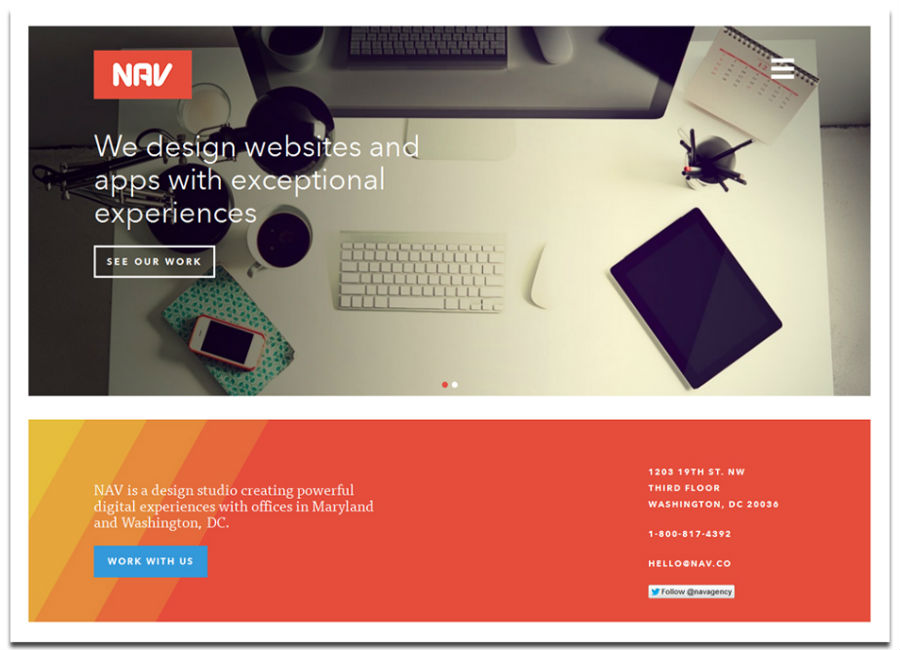 NAV
We design websites and
apps with exceptional
experiences
SEE OUR WORK
NAV is a design studio creating powerful
digital experiences with offices in Maryland
and Washington, DC.
WORK WITH US
1203 19TH ST. NW
THIRD FLOOR
WASHINGTON, DC 20036
1-800-817-4392
HELLO@NAV.CO
Follow @navagency